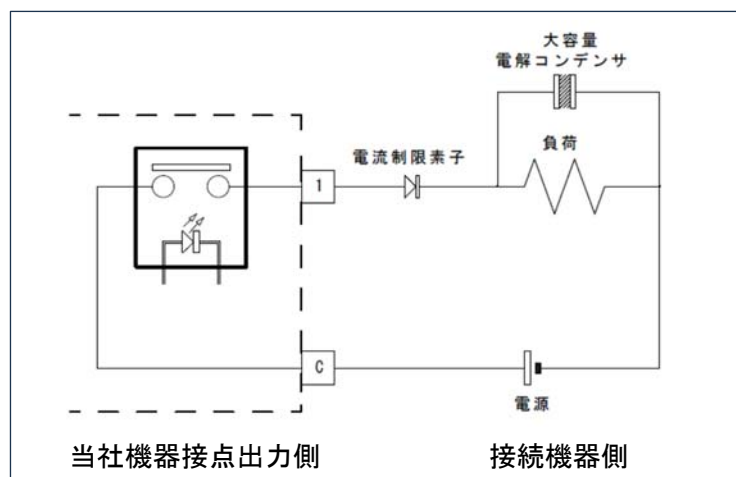 大容量
電解コンデンサ
電流制限素子
負荷
1
C
電源
当社機器接点出力側
接続機器側